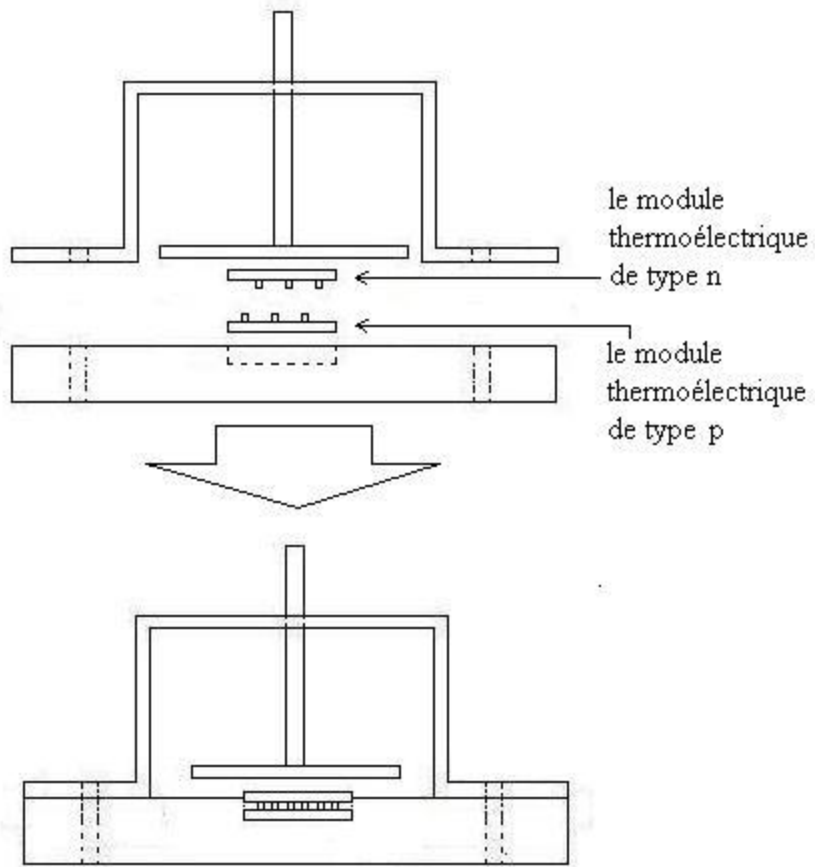 le module
thermoélectrique
de type n
le module
thermoélectrique
de type p